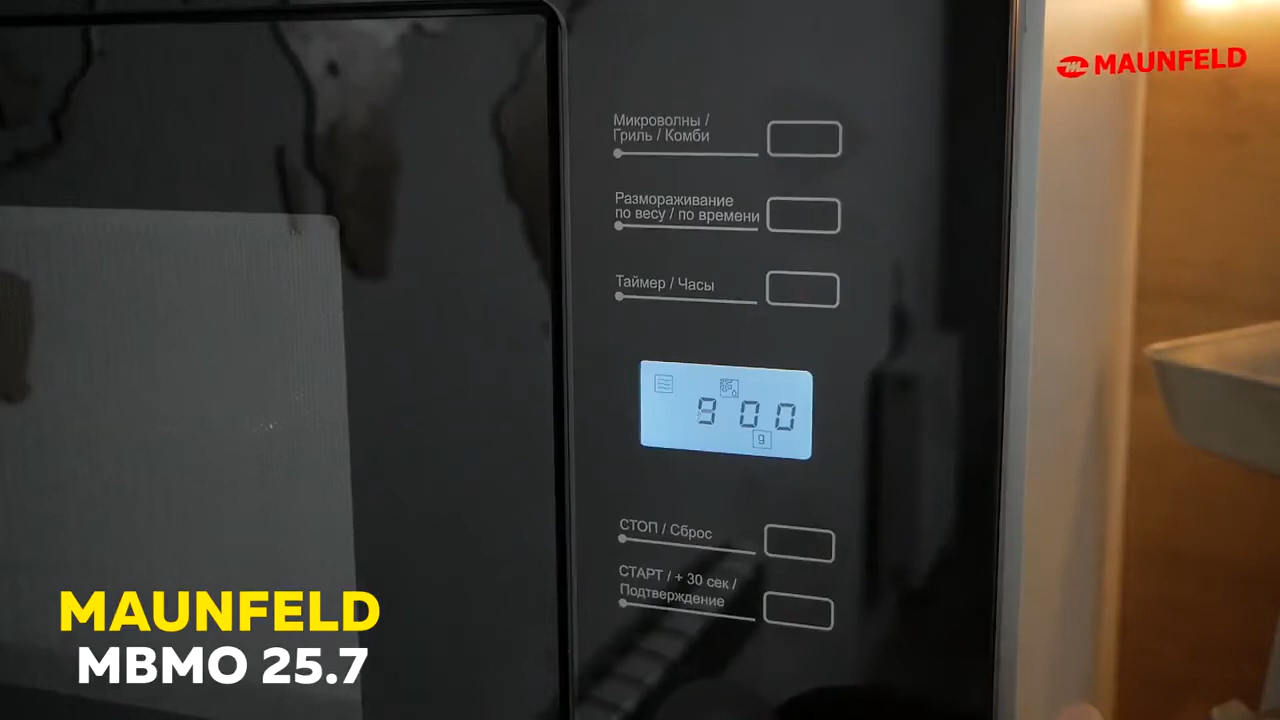 MAUNFELD
Микроволны /
Гриль / Комби
Размораживание
по весу / по времени
Таймер / Часы
900
g
СТОП / Сброс
СТАРТ / + 30 сек /
Подтверждение
MAUNFELD
MBMO 25.7